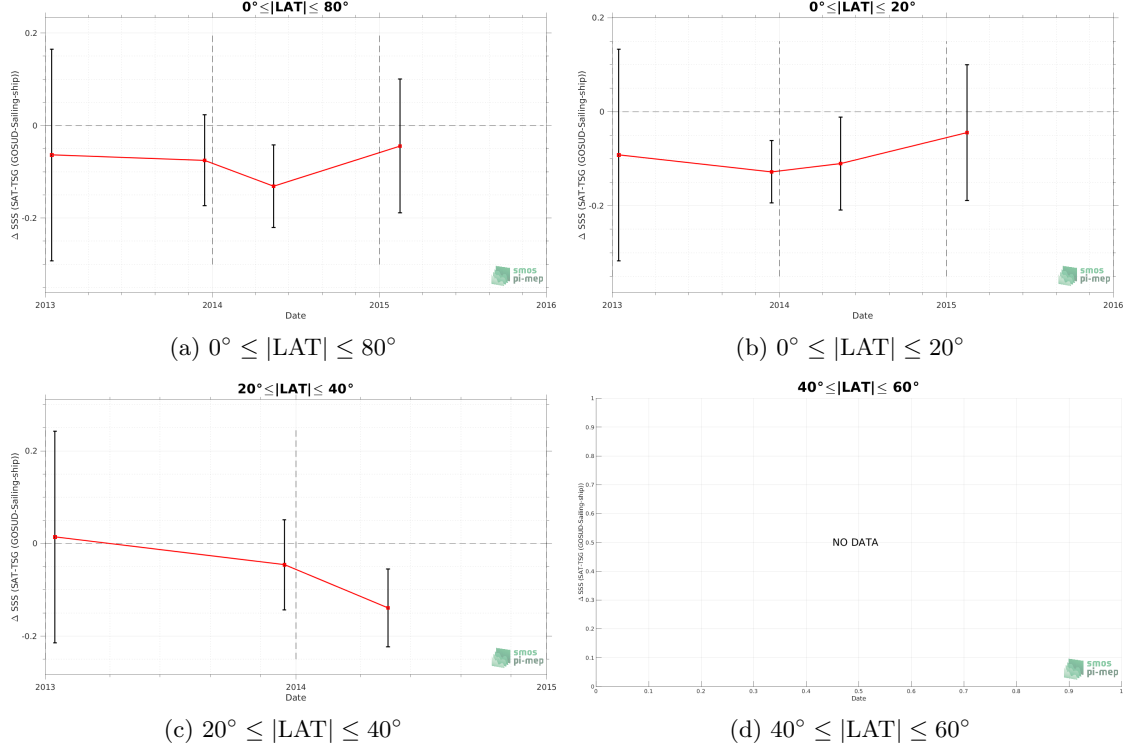 0°≤|LAT|≤ 80°
Δ SSS (SAT-TSG (GOSUD-Sailing-ship))
0.2
0
-0.2
2013
2014
2015
2016
Date
smos
pi-mep
(a) 0° ≤ |LAT| ≤ 80°
0°≤|LAT|≤ 20°
Δ SSS (SAT-TSG (GOSUD-Sailing-ship))
0.2
0
-0.2
2013
2014
2015
2016
Date
smos
pi-mep
(b) 0° ≤ |LAT| ≤ 20°
20°≤|LAT|≤ 40°
Δ SSS (SAT-TSG (GOSUD-Sailing-ship))
0.2
0
-0.2
2013
2014
2015
Date
smos
pi-mep
(c) 20° ≤ |LAT| ≤ 40°
40°≤|LAT|≤ 60°
Δ SSS (SAT-TSG (GOSUD-Sailing-ship))
1
0.9
0.8
0.7
0.6
0.5
0.4
0.3
0.2
0.1
0
NO DATA
0
0.1
0.2
0.3
0.4
0.5
0.6
0.7
0.8
0.9
1
Date
smos
pi-mep
(d) 40° ≤ |LAT| ≤ 60°